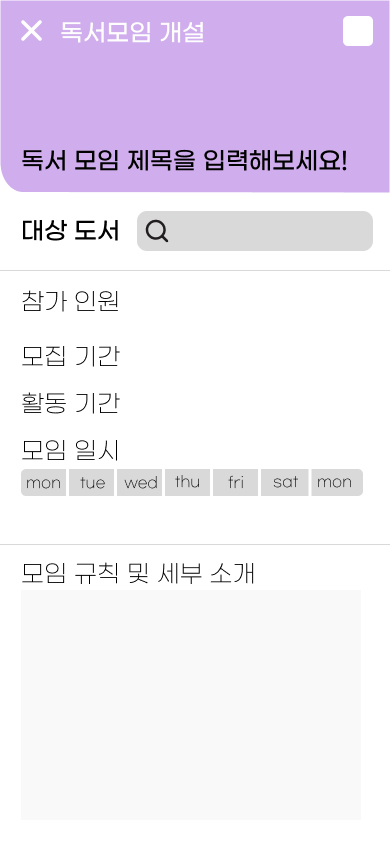 독서모임 개설
독서 모임 제목을 입력해보세요!
대상 도서
참가 인원
모집 기간
활동 기간
모임 일시
mon tue wed thu fri sat mon
모임 규칙 및 세부 소개